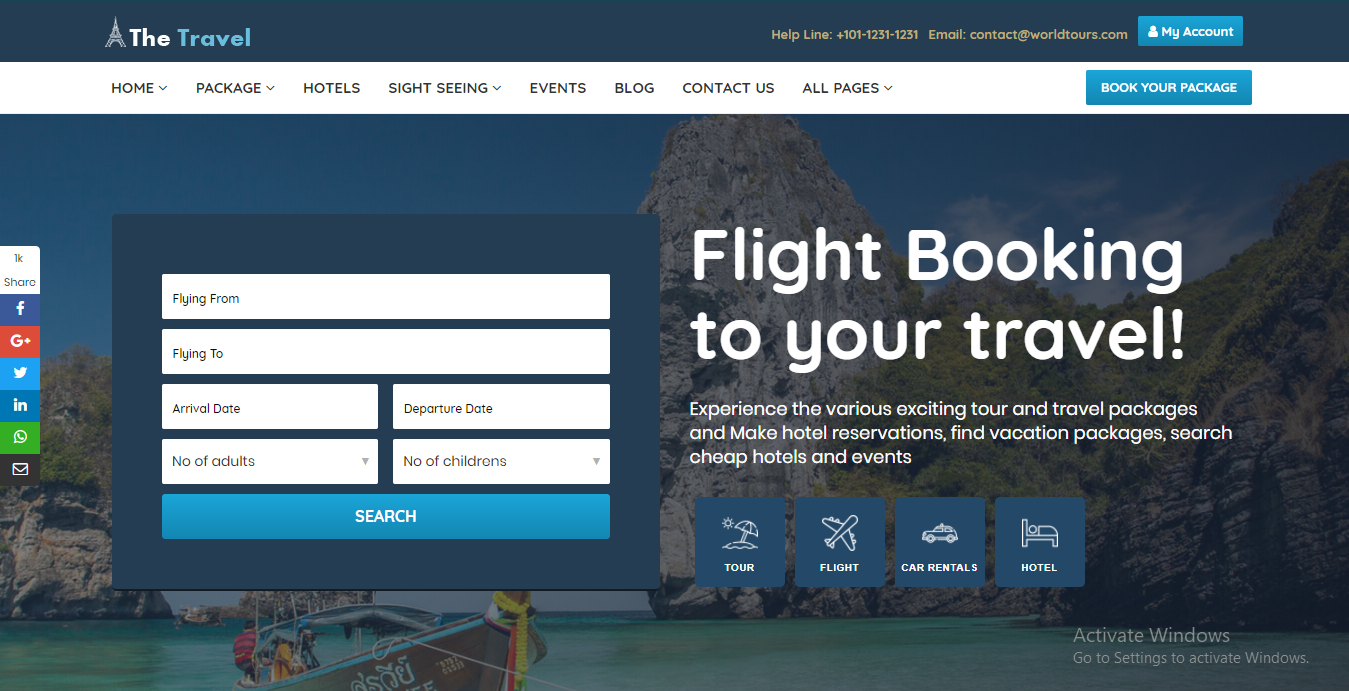 The Travel
Help Line: +101-1231-1231 Email: contact@worldtours.com My Account
HOME PACKAGE HOTELS SIGHT SEEING EVENTS BLOG CONTACT US ALL PAGES BOOK YOUR PACKAGE
1k
Share
Flying From
Flying To
Arrival Date Departure Date
No of adults No of childrens
SEARCH
Flight Booking
to your travel!
Experience the various exciting tour and travel packages
and Make hotel reservations, find vacation packages, search
cheap hotels and events
TOUR FLIGHT CAR RENTALS HOTEL
Activate Windows
Go to Settings to activate Windows.